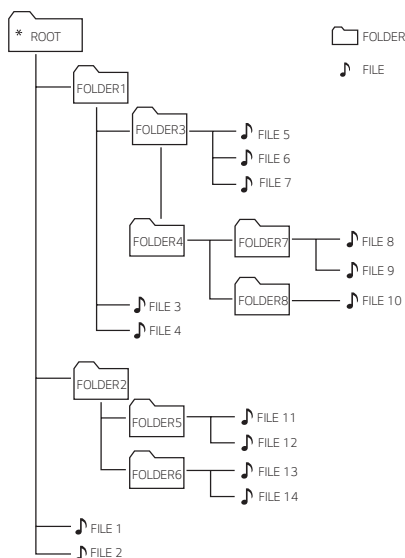 * ROOT
FOLDER
FILE
FOLDER1
FOLDER3
FILE 5
FILE 6
FILE 7
FOLDER4
FOLDER7
FILE 8
FILE 9
FOLDER8
FILE 10
FILE 3
FILE 4
FOLDER2
FOLDER5
FILE 11
FILE 12
FOLDER6
FILE 13
FILE 14
FILE 1
FILE 2